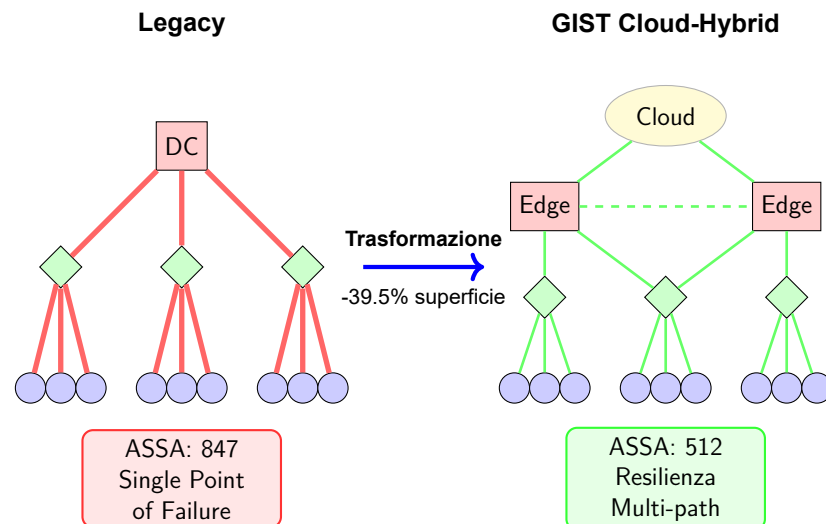 Legacy
GIST Cloud-Hybrid
Cloud
DC
Edge
Edge
Trasformazione
-39.5% superficie
ASSA: 847
Single Point
of Failure
ASSA: 512
Resilienza
Multi-path